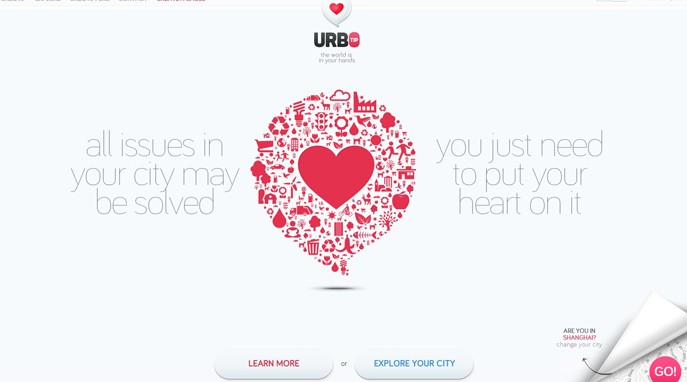 URBO TIP
the world is
in your hands
all issues in
your city may
be solved
you just need
to put your
heart on it
LEARN MORE
or
EXPLORE YOUR CITY
ARE YOU IN
SHANGHAI?
change your city
GO!